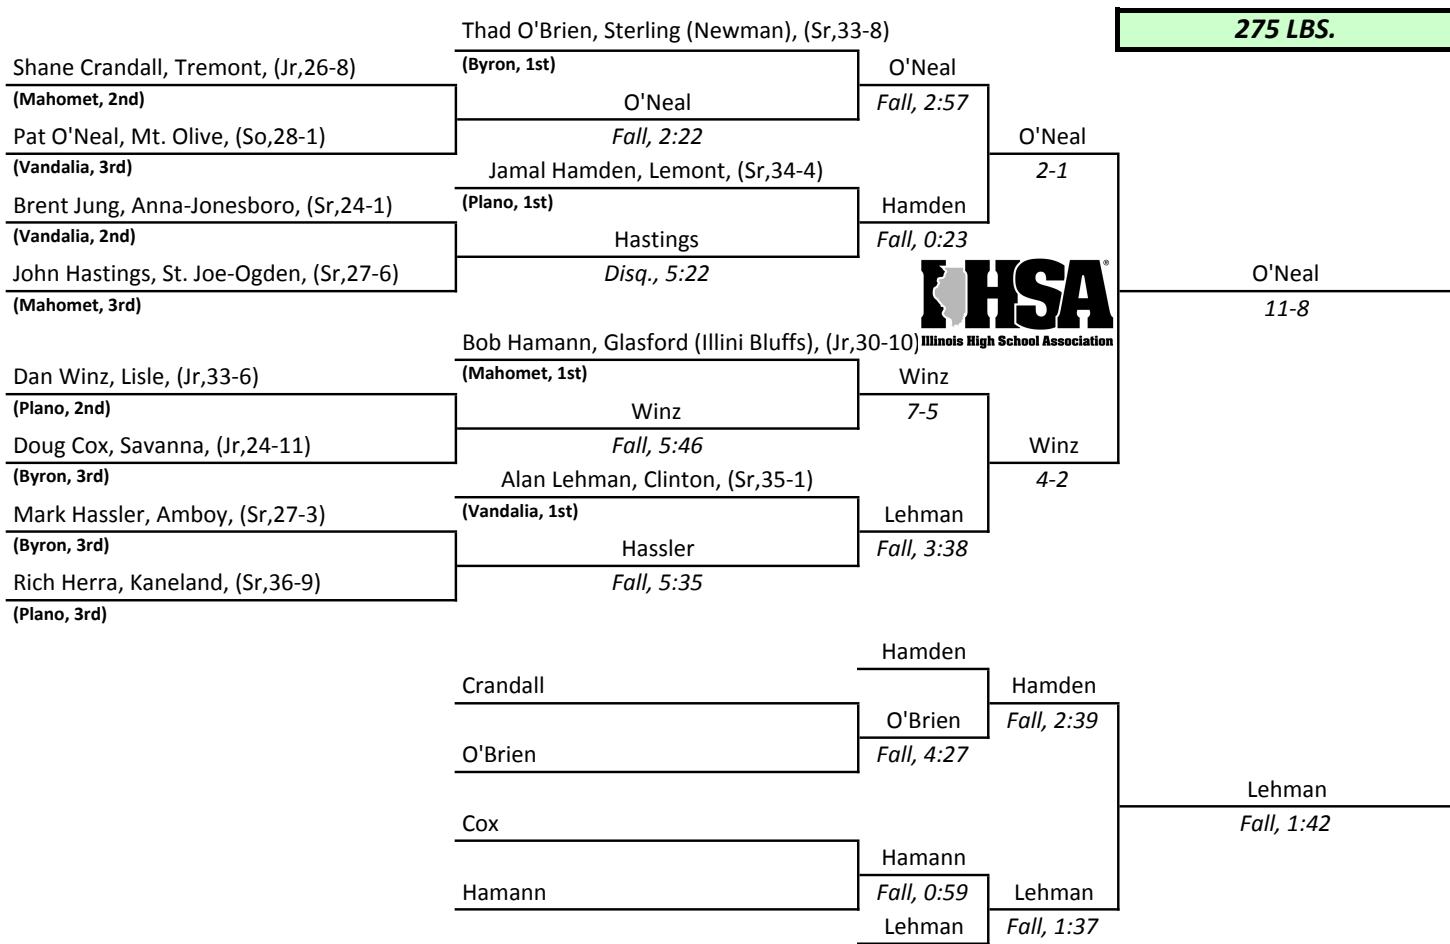 Thad O'Brien, Sterling (Newman), (Sr,33-8)
275 LBS.
Shane Crandall, Tremont, (Jr,26-8)
(Byron, 1st)
O'Neal
(Mahomet, 2nd)
O'Neal
Fall, 2:57
Pat O'Neal, Mt. Olive, (So,28-1)
Fall, 2:22
O'Neal
(Vandalia, 3rd)
Jamal Hamden, Lemont, (Sr,34-4)
2-1
Brent Jung, Anna-Jonesboro, (Sr,24-1)
(Plano, 1st)
Hamden
(Vandalia, 2nd)
Hastings
Fall, 0:23
John Hastings, St. Joe-Ogden, (Sr,27-6)
Disq., 5:22
O'Neal
(Mahomet, 3rd)
11-8
IHSA®
Illinois High School Association
Bob Hamann, Glasford (Illini Bluffs), (Jr,30-10)
Dan Winz, Lisle, (Jr,33-6)
(Mahomet, 1st)
Winz
(Plano, 2nd)
Winz
7-5
Doug Cox, Savanna, (Jr,24-11)
Fall, 5:46
Winz
(Byron, 3rd)
Alan Lehman, Clinton, (Sr,35-1)
4-2
Mark Hassler, Amboy, (Sr,27-3)
(Vandalia, 1st)
Lehman
(Byron, 3rd)
Hassler
Fall, 3:38
Rich Herra, Kaneland, (Sr,36-9)
Fall, 5:35
(Plano, 3rd)
Hamden
Crandall
Hamden
O'Brien
Fall, 2:39
O'Brien
Fall, 4:27
Lehman
Cox
Fall, 1:42
Hamann
Hamann
Fall, 0:59
Lehman
Lehman
Fall, 1:37